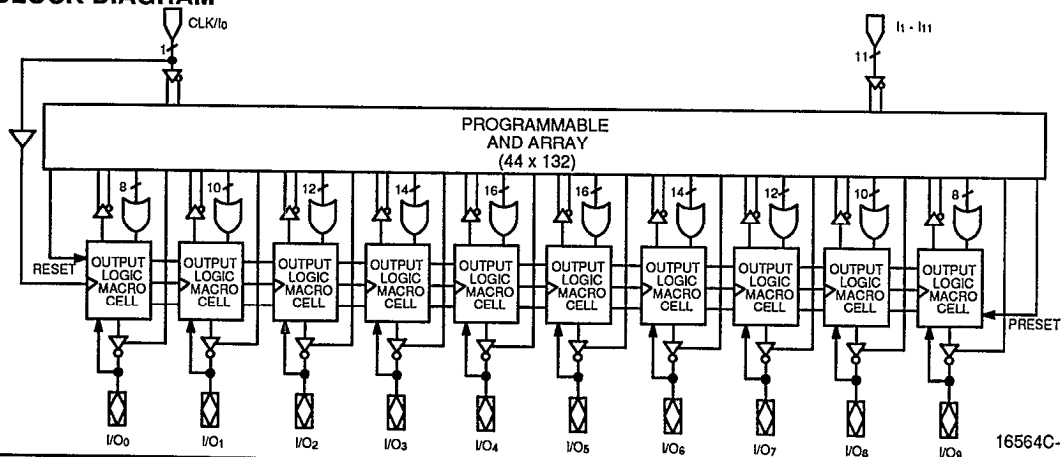 BLOCK DIAGRAM
CLK/I0
I1 - I11
1
11
PROGRAMMABLE
AND ARRAY
(44 x 132)
8
10
12
14
16
16
14
12
10
8
RESET
OUTPUT
LOGIC
MACRO
CELL
OUTPUT
LOGIC
MACRO
CELL
OUTPUT
LOGIC
MACRO
CELL
OUTPUT
LOGIC
MACRO
CELL
OUTPUT
LOGIC
MACRO
CELL
OUTPUT
LOGIC
MACRO
CELL
OUTPUT
LOGIC
MACRO
CELL
OUTPUT
LOGIC
MACRO
CELL
OUTPUT
LOGIC
MACRO
CELL
OUTPUT
LOGIC
MACRO
CELL
PRESET
I/O0
I/O1
I/O2
I/O3
I/O4
I/O5
I/O6
I/O7
I/O8
I/O9
16564C-